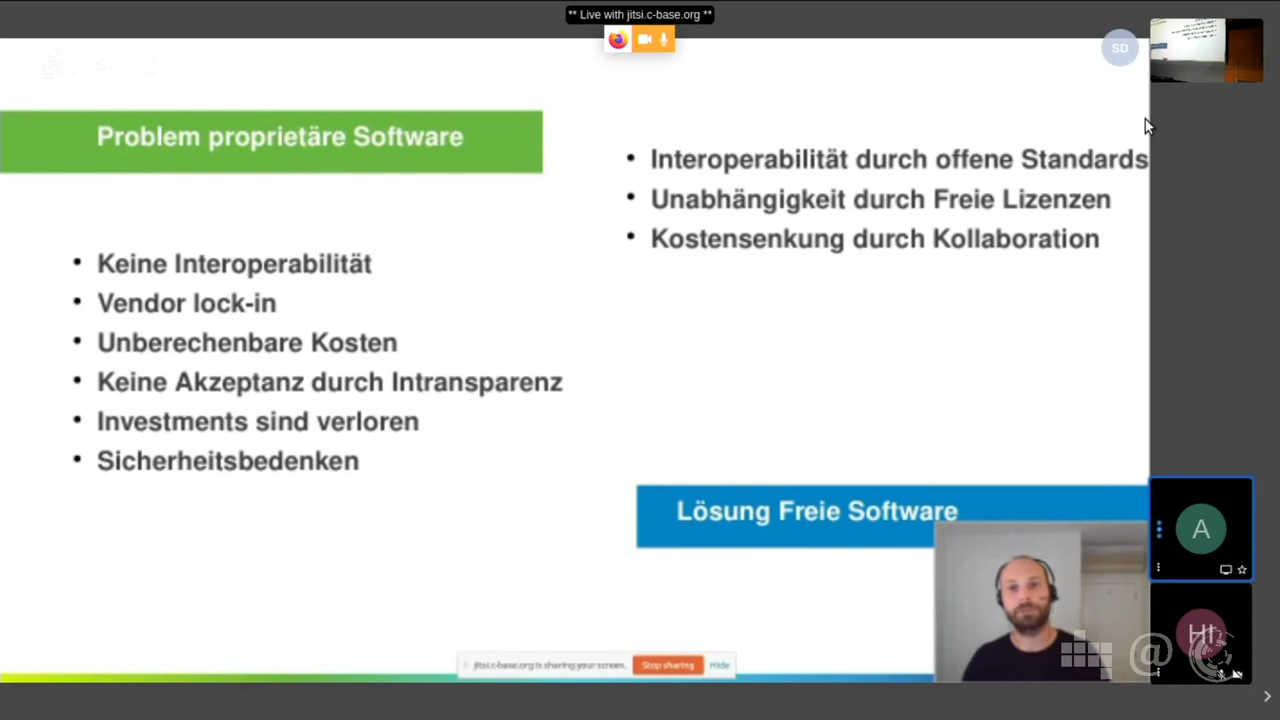 ** Live with jitsi.c-base.org **
SD
Problem proprietäre Software
• Keine Interoperabilität
• Vendor lock-in
• Unberechenbare Kosten
• Keine Akzeptanz durch Intransparenz
• Investments sind verloren
• Sicherheitsbedenken
• Interoperabilität durch offene Standards
• Unabhängigkeit durch Freie Lizenzen
• Kostensenkung durch Kollaboration
Lösung Freie Software
A
HI
@
jitsi.c-base.org is sharing your screen.
Stop sharing
Hide